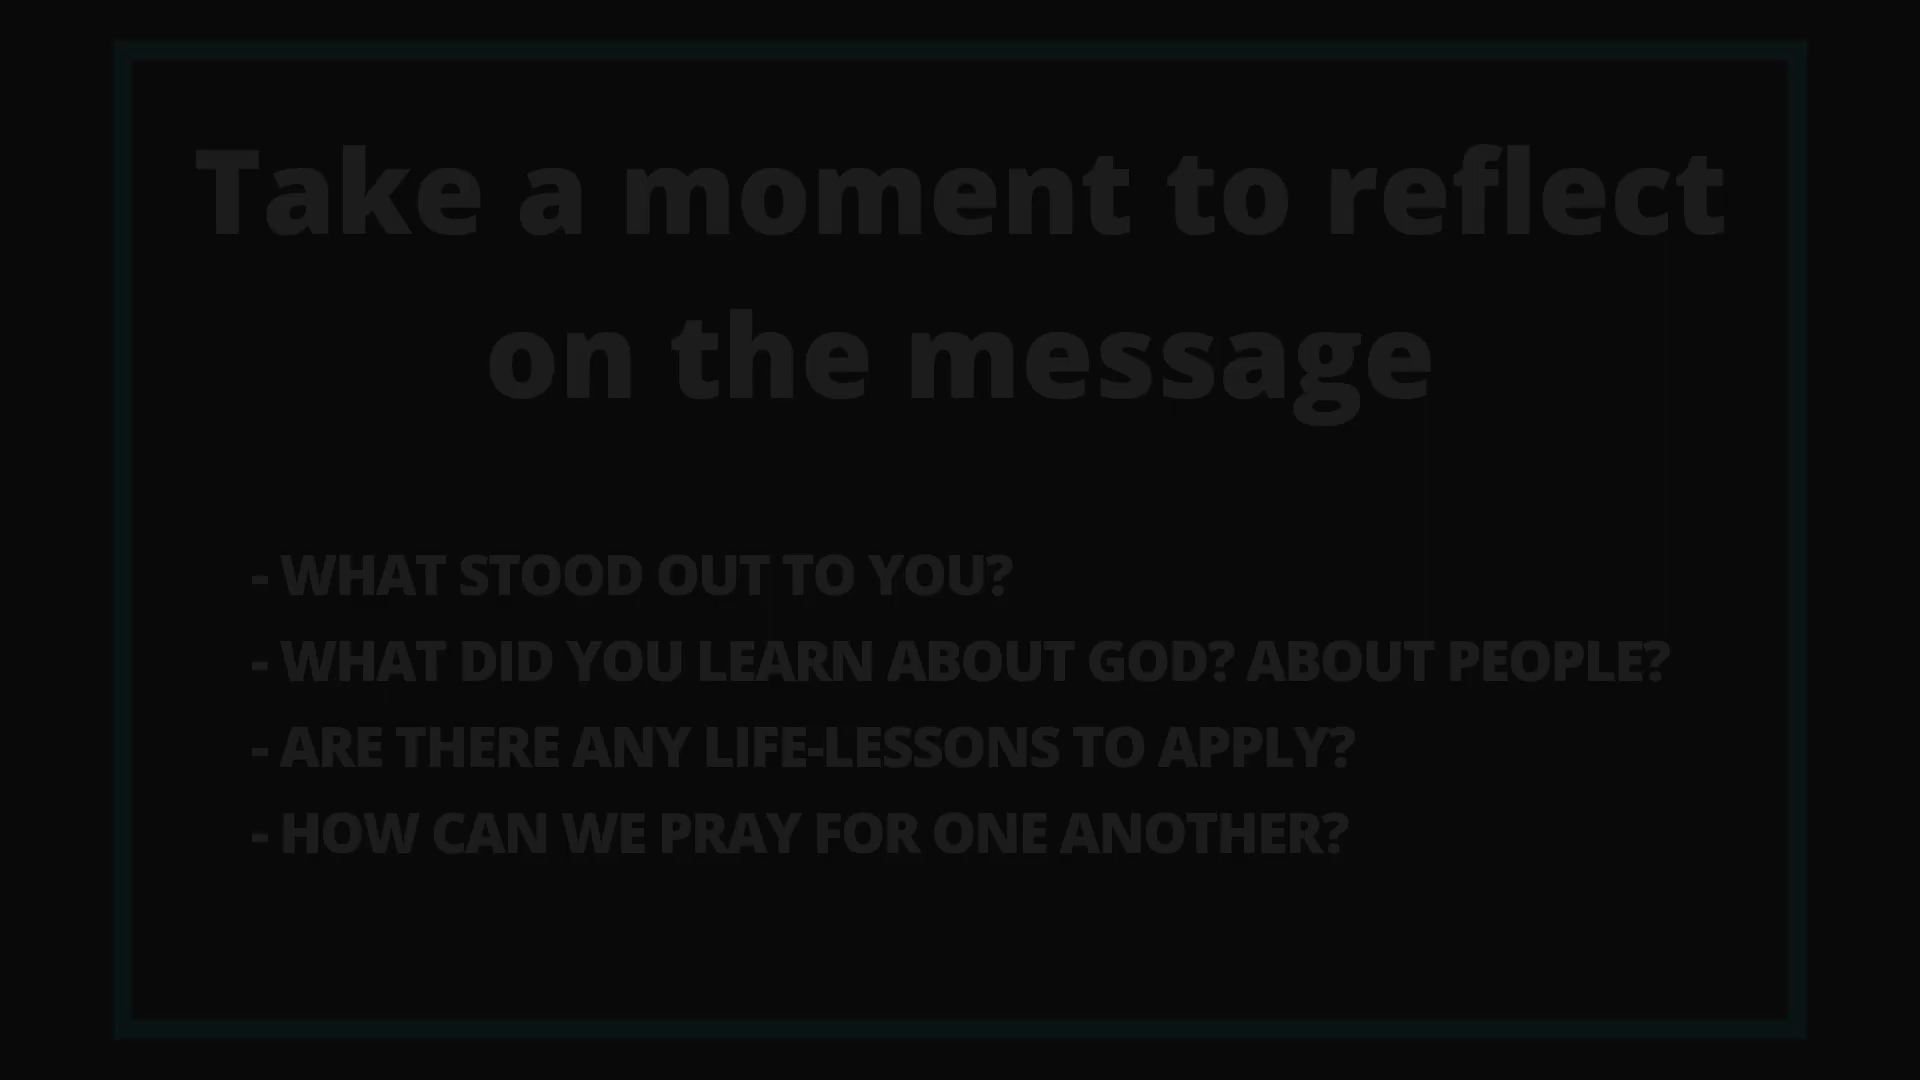 Take a moment to reflect
on the message
- WHAT STOOD OUT TO YOU?
- WHAT DID YOU LEARN ABOUT GOD? ABOUT PEOPLE?
- ARE THERE ANY LIFE-LESSONS TO APPLY?
- HOW CAN WE PRAY FOR ONE ANOTHER?